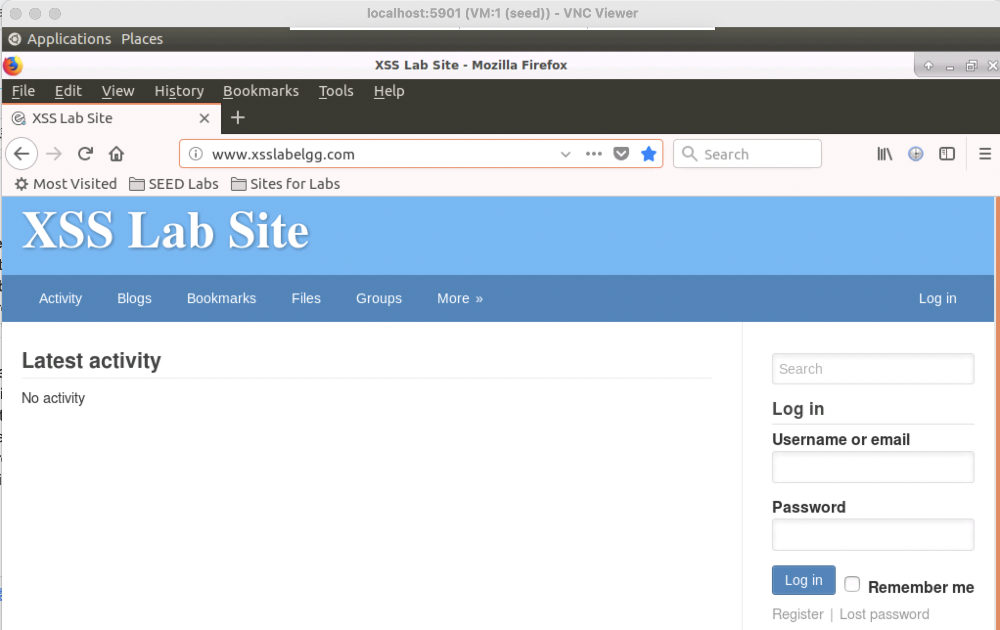 localhost:5901 (VM:1 (seed)) - VNC Viewer
Applications Places
XSS Lab Site - Mozilla Firefox
File Edit View History Bookmarks Tools Help
XSS Lab Site
www.xsslabelgg.com Search
Most Visited SEED Labs Sites for Labs
XSS Lab Site
Activity Blogs Bookmarks Files Groups More » Log in
Latest activity
No activity
Search
Log in
Username or email
Password
Log in Remember me
Register | Lost password